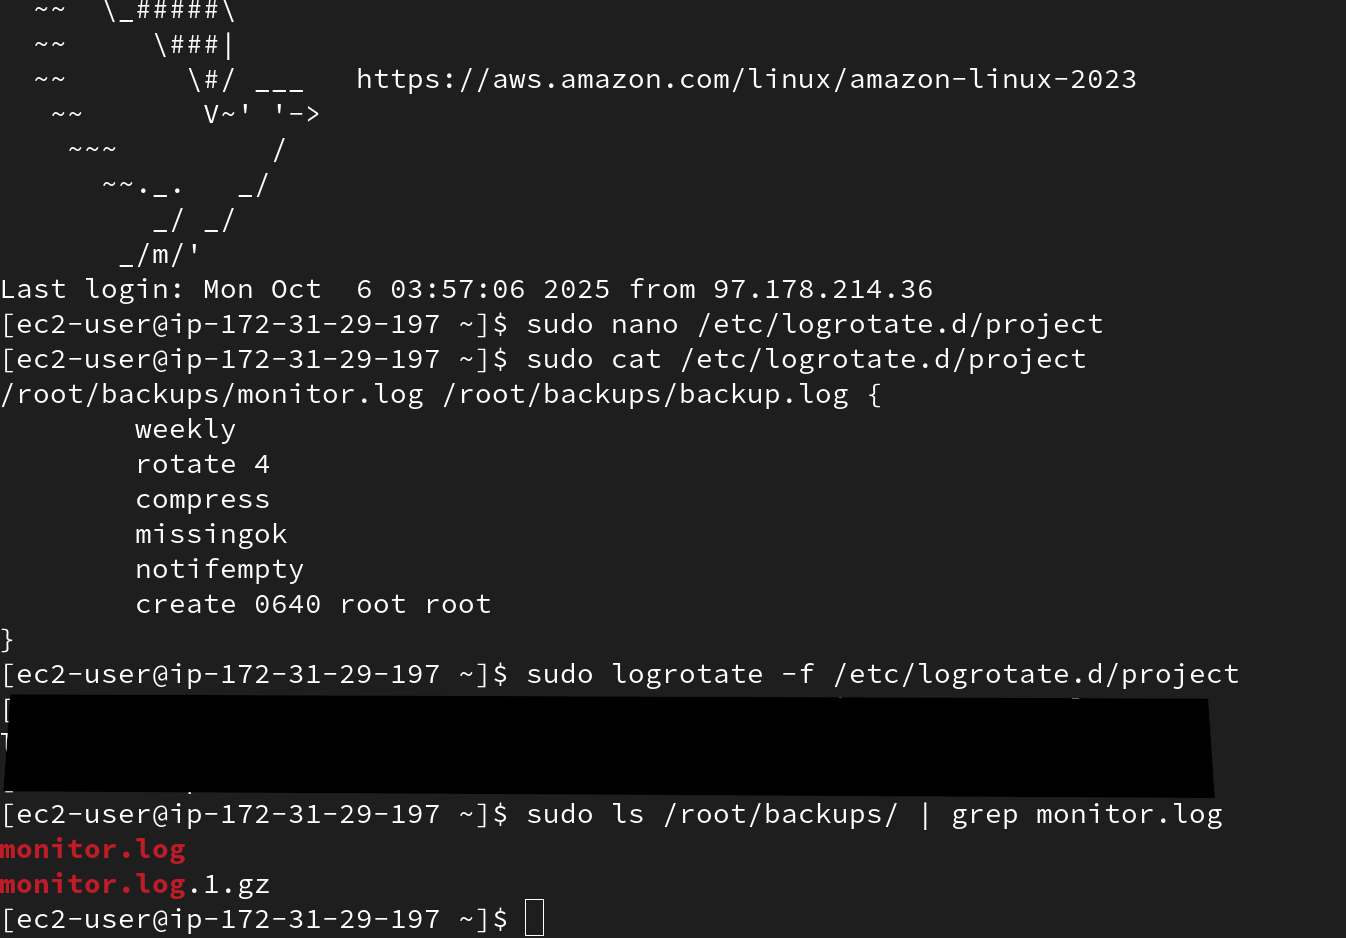 ~~  \_#####\
~~     \###|
~~       \#/ ___   https://aws.amazon.com/linux/amazon-linux-2023
~~       V~' '->
~~~         /
~~._.   _/
_/ _/
_/m/'
Last login: Mon Oct  6 03:57:06 2025 from 97.178.214.36
[ec2-user@ip-172-31-29-197 ~]$ sudo nano /etc/logrotate.d/project
[ec2-user@ip-172-31-29-197 ~]$ sudo cat /etc/logrotate.d/project
/root/backups/monitor.log /root/backups/backup.log {
        weekly
        rotate 4
        compress
        missingok
        notifempty
        create 0640 root root
}
[ec2-user@ip-172-31-29-197 ~]$ sudo logrotate -f /etc/logrotate.d/project
[ec2-user@ip-172-31-29-197 ~]$ sudo ls /root/backups/ | grep monitor.log
monitor.log
monitor.log.1.gz
[ec2-user@ip-172-31-29-197 ~]$